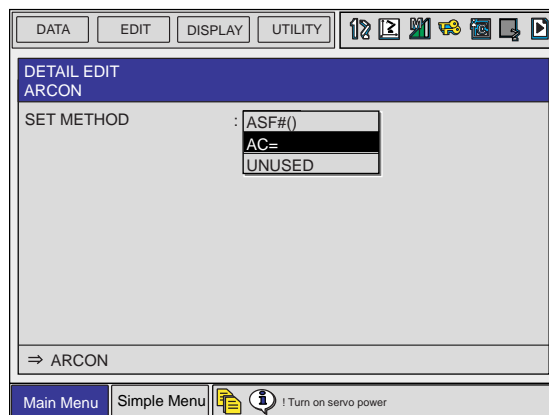 DATA EDIT DISPLAY UTILITY
DETAIL EDIT
ARCON
SET METHOD : ASF#()
AC=
UNUSED
⇒ ARCON
Main Menu Simple Menu ! Turn on servo power